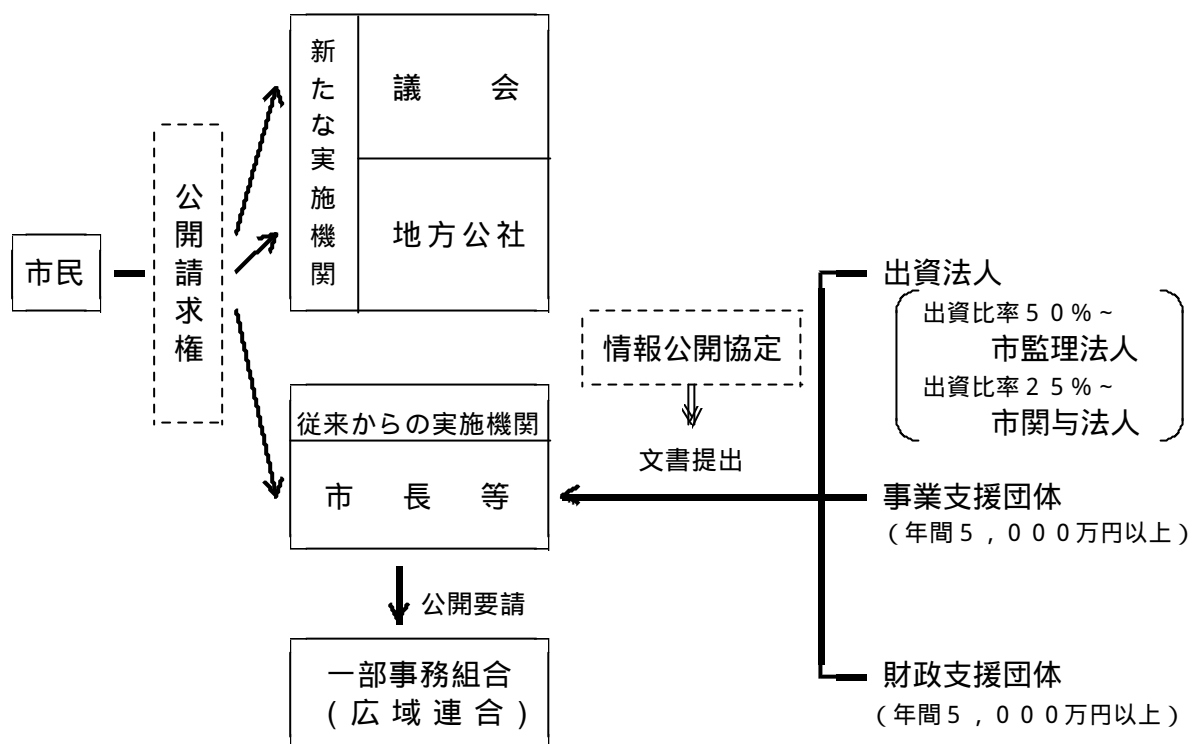 市民
公開請求権
新たな実施機関
議会
地方公社
従来からの実施機関
市長等
公開要請
一部事務組合
(広域連合)
情報公開協定
文書提出
出資法人
出資比率50%~
市監理法人
出資比率25%~
市関与法人
事業支援団体
(年間5,000万円以上)
財政支援団体
(年間5,000万円以上)